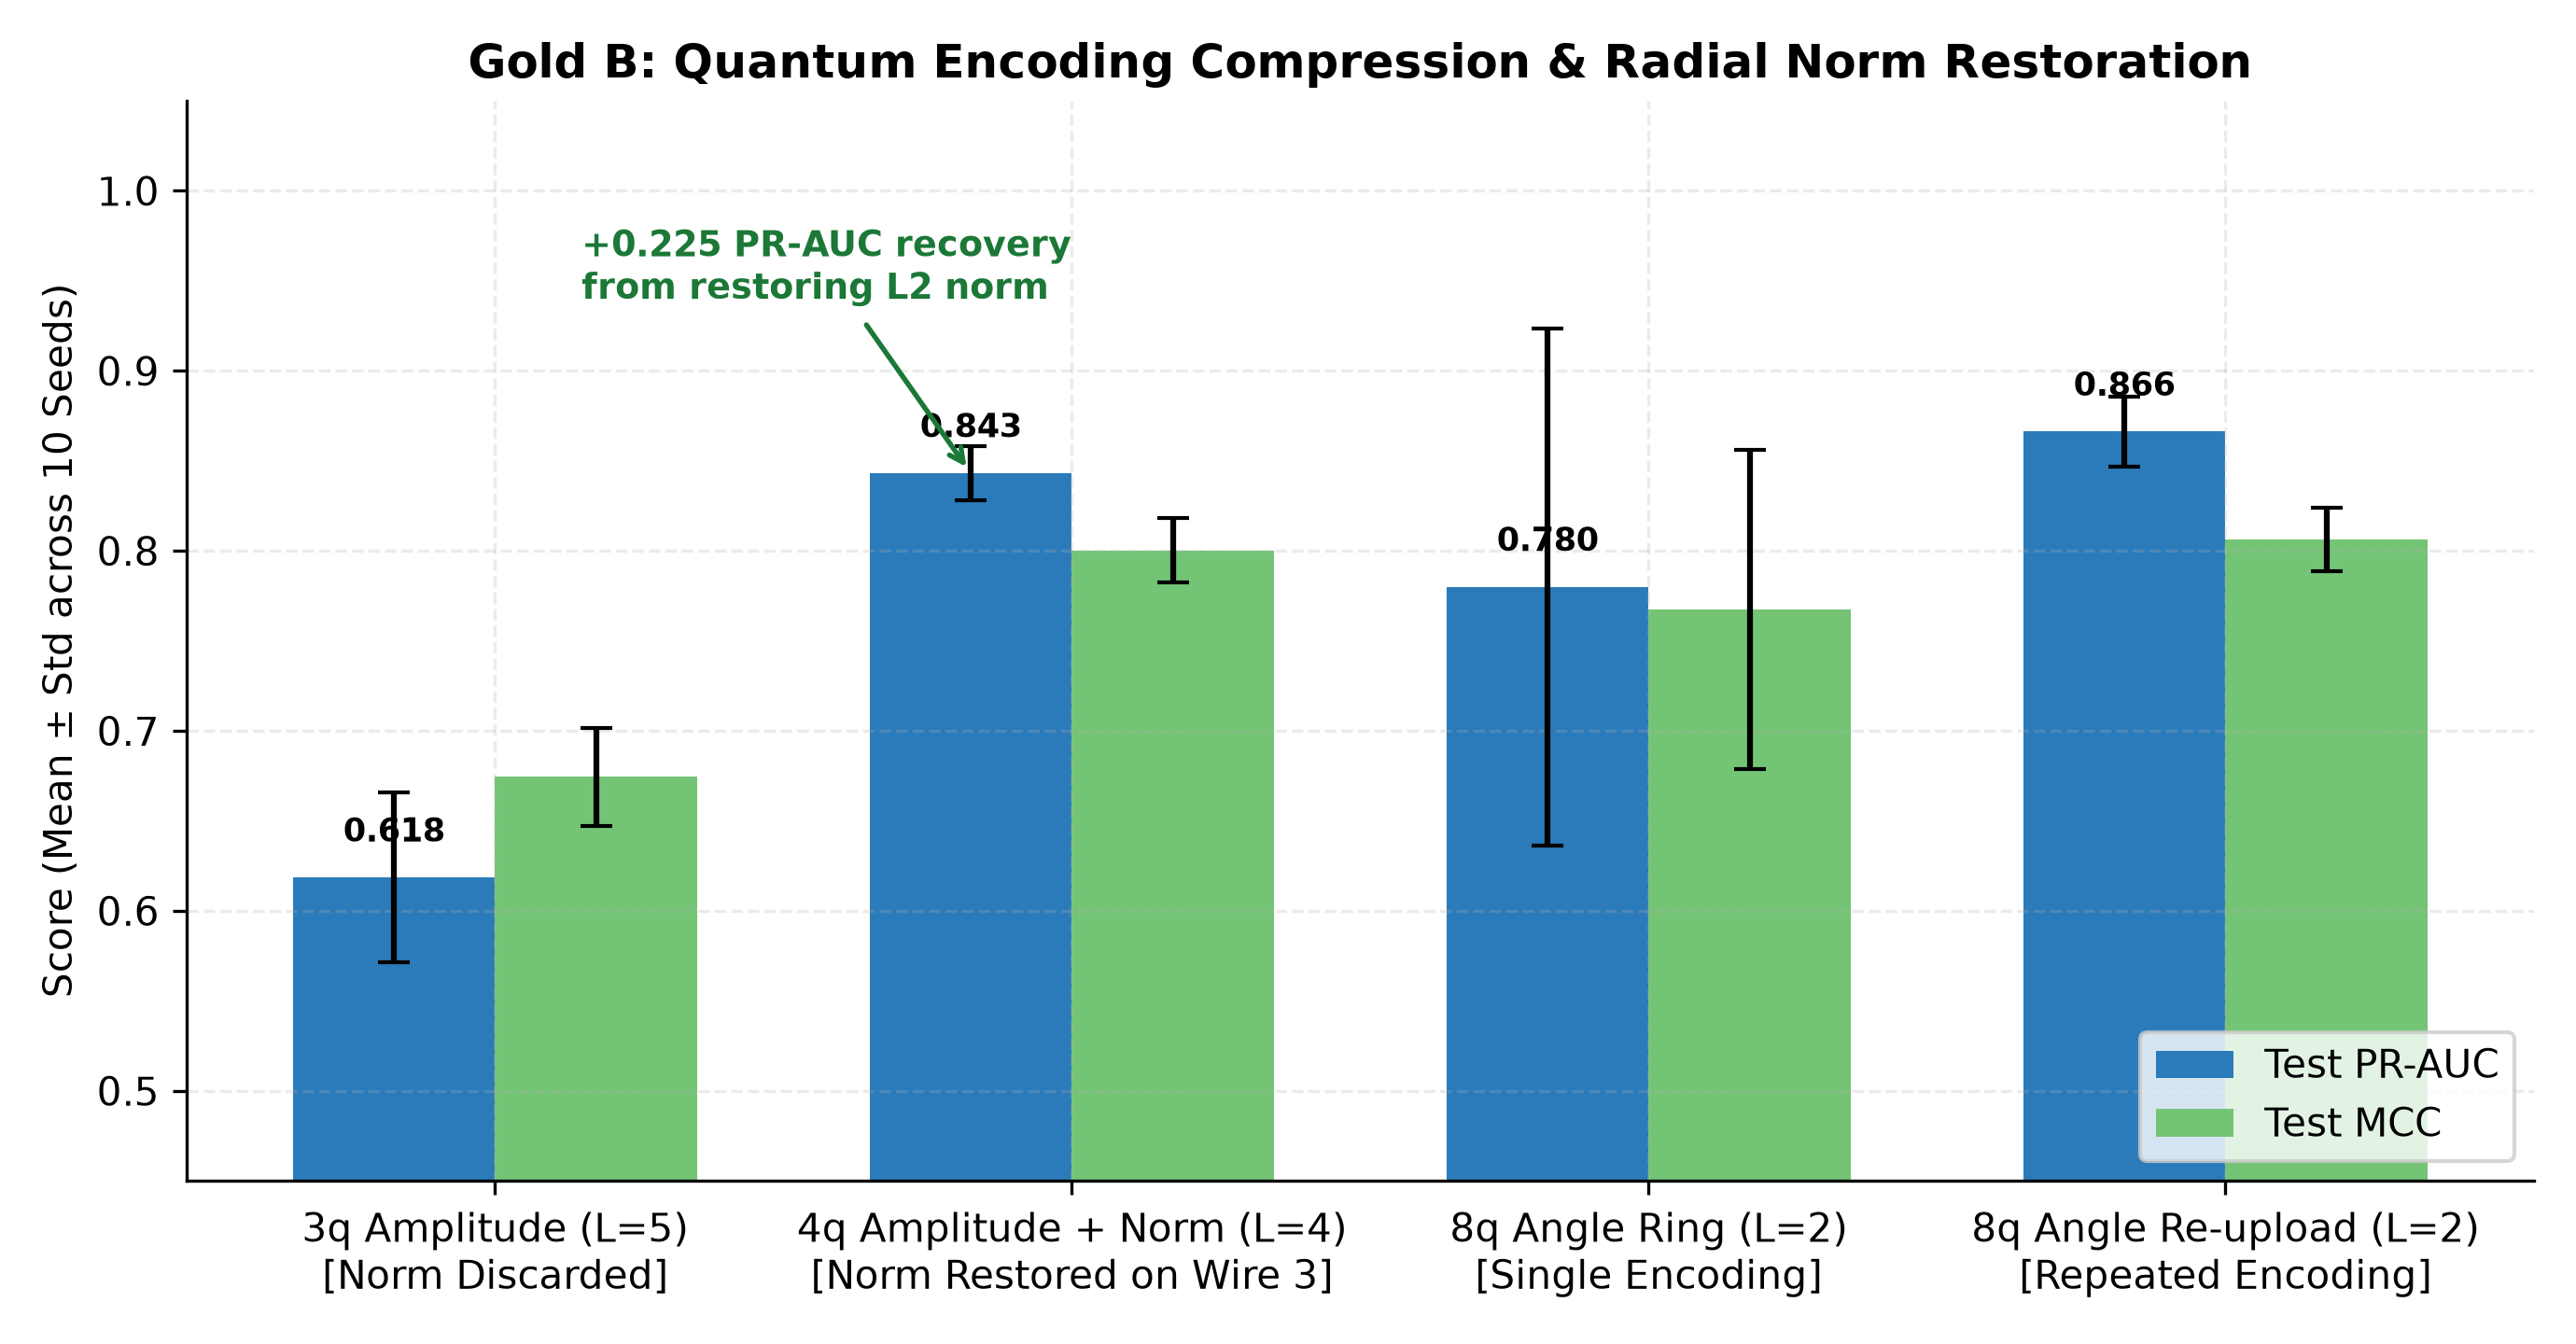 Gold B: Quantum Encoding Compression & Radial Norm Restoration
Score (Mean ± Std across 10 Seeds)
1.0
0.9
0.8
0.7
0.6
0.5
+0.225 PR-AUC recovery
from restoring L2 norm
0.618
0.843
0.780
0.866
Test PR-AUC
Test MCC
3q Amplitude (L=5)
[Norm Discarded]
4q Amplitude + Norm (L=4)
[Norm Restored on Wire 3]
8q Angle Ring (L=2)
[Single Encoding]
8q Angle Re-upload (L=2)
[Repeated Encoding]